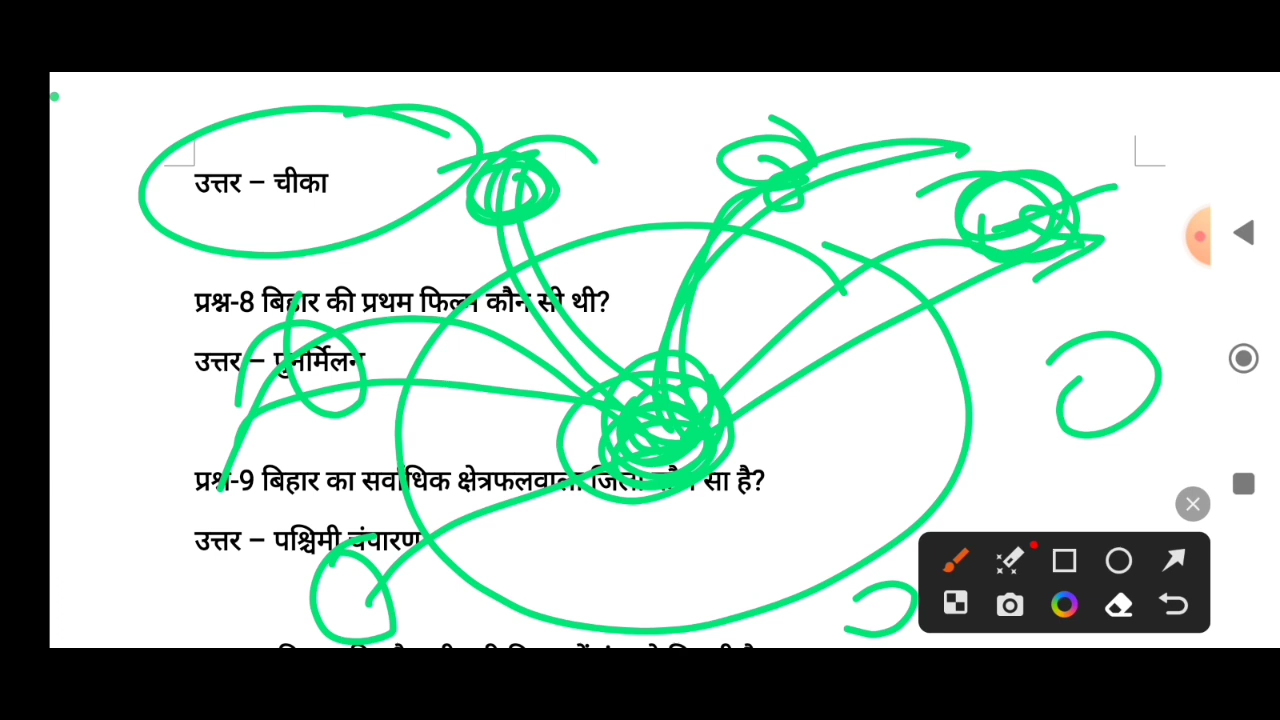 उत्तर – चीका
प्रश्न-8 बिहार की प्रथम फिल्म कौन सी थी?
उत्तर – पुनर्मिलन
प्रश्न-9 बिहार का सर्वाधिक क्षेत्रफलवाला जिला कौन सा है?
उत्तर – पश्चिमी चंपारण